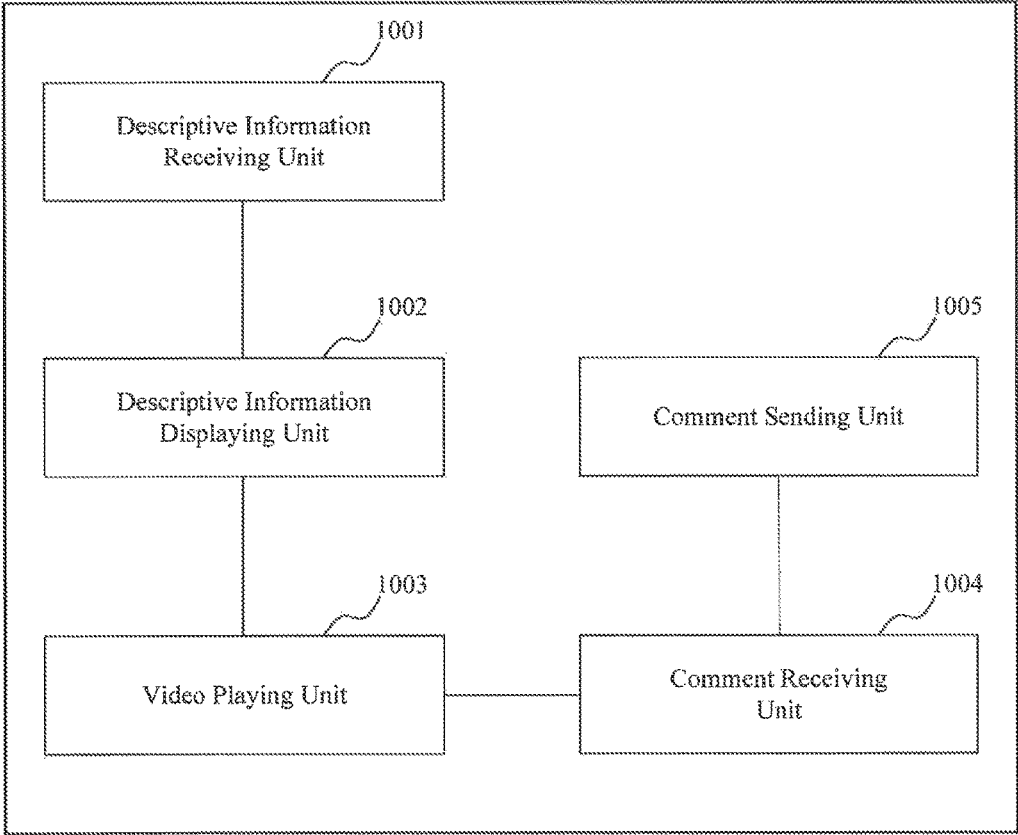 1001
Descriptive Information
Receiving Unit
1002
Descriptive Information
Displaying Unit
1005
Comment Sending Unit
1003
Video Playing Unit
1004
Comment Receiving
Unit